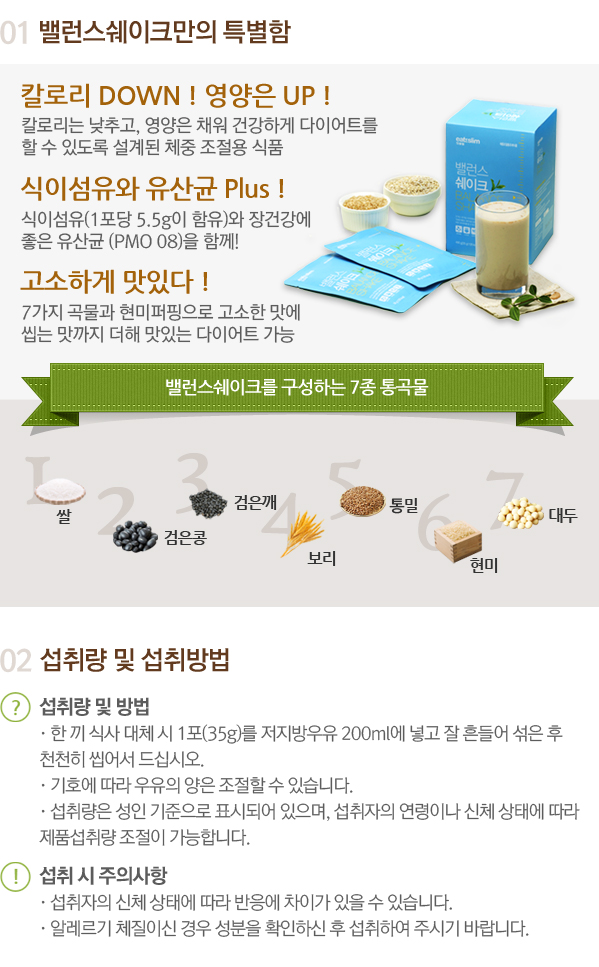 01 밸런스쉐이크만의 특별함
칼로리 DOWN ! 영양은 UP !
칼로리는 낮추고, 영양은 채워 건강하게 다이어트를
할 수 있도록 설계된 체중 조절용 식품
식이섬유와 유산균 Plus !
식이섬유(1포당 5.5g이 함유)와 장건강에
좋은 유산균 (PMO 08)을 함께!
고소하게 맛있다 !
7가지 곡물과 현미퍼핑으로 고소한 맛에
씹는 맛까지 더해 맛있는 다이어트 가능
밸런스
쉐이크
밸런스쉐이크를 구성하는 7종 통곡물
1 쌀
2 검은콩
3 검은깨
4 보리
5 통밀
6 현미
7 대두
02 섭취량 및 섭취방법
? 섭취량 및 방법
· 한 끼 식사 대체 시 1포(35g)를 저지방우유 200ml에 넣고 잘 흔들어 섞은 후
천천히 씹어서 드십시오.
· 기호에 따라 우유의 양은 조절할 수 있습니다.
· 섭취량은 성인 기준으로 표시되어 있으며, 섭취자의 연령이나 신체 상태에 따라
제품섭취량 조절이 가능합니다.
! 섭취 시 주의사항
· 섭취자의 신체 상태에 따라 반응에 차이가 있을 수 있습니다.
· 알레르기 체질이신 경우 성분을 확인하신 후 섭취하여 주시기 바랍니다.